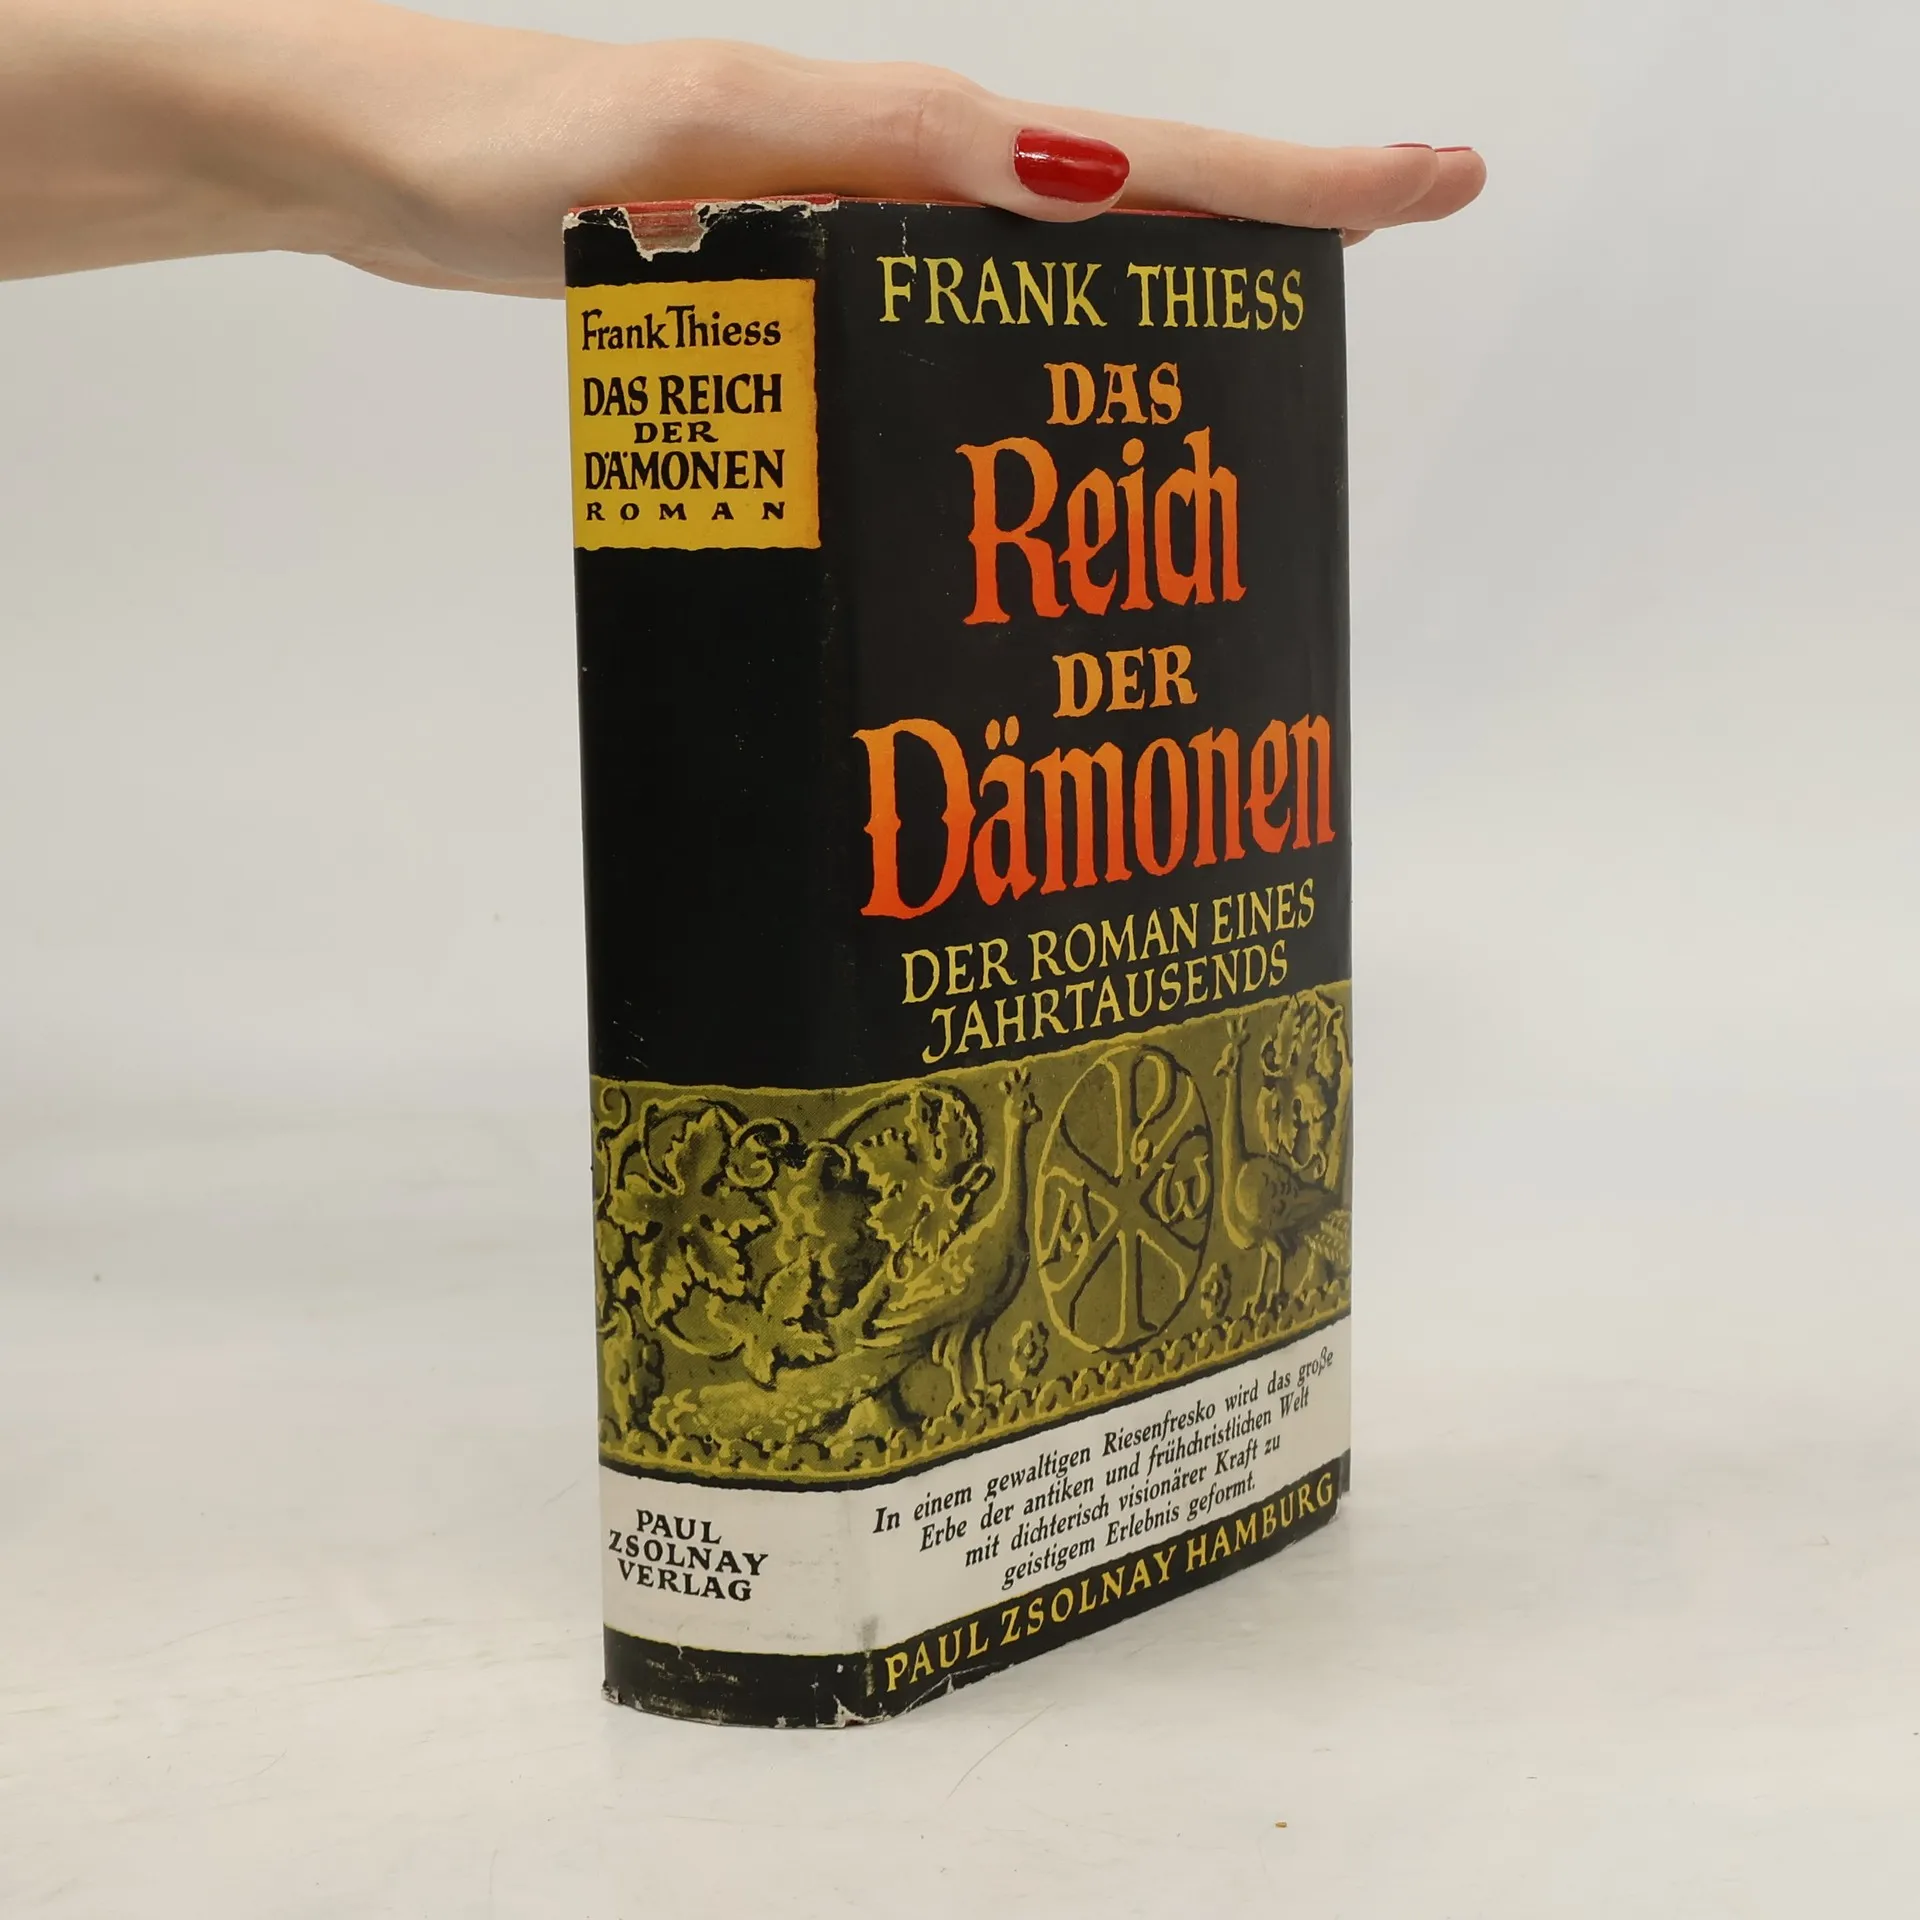 Frank Thiess
DAS REICH
DER
DÄMONEN
ROMAN
PAUL
ZSOLNAY
VERLAG
FRANK THIESS
DAS
Reich
DER
Dämonen
DER ROMAN EINES
JAHRTAUSENDS
In einem gewaltigen Riesenfresko wird das große
Erbe der antiken und frühchristlichen Welt
mit dichterisch visionärer Kraft zu
geistigem Erlebnis geformt.
PAUL ZSOLNAY HAMBURG